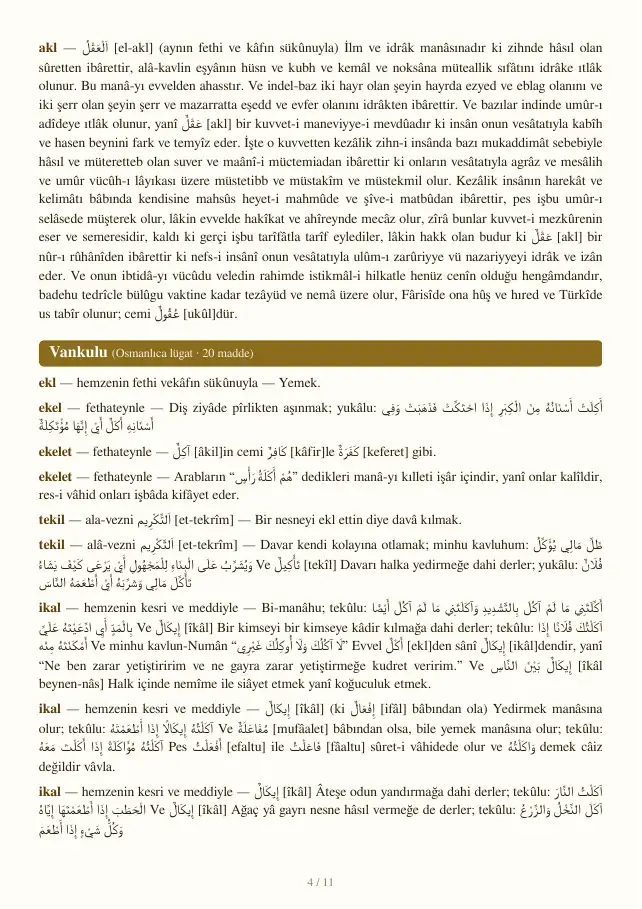 akl — اَلْعَقْلُ [el-akl] (aynın fethi ve kâfın sükûnuyla) İlm ve idrâk manâsınadır ki zihnde hâsıl olan
sûretten ibârettir, alâ-kavlin eşyânın hüsn ve kubh ve kemâl ve noksâna müteallik sıfâtını idrâke ıtlâk
olunur. Bu manâ-yı evvelden ahasstır. Ve indel-baz iki hayr olan şeyin hayrda ezyed ve eblag olanını ve
iki şerr olan şeyin şerr ve mazarratta eşedd ve evfer olanını idrâkten ibârettir. Ve bazılar indinde umûr-ı
adîdeye ıtlâk olunur, yanî عَقْلٌ [akl] bir kuvvet-i maneviyye-i mevdûadır ki insân onun vesâtatıyla kabîh
ve hasen beynini fark ve temyîz eder. İşte o kuvvetten kezâlik zihn-i insânda bazı mukaddimât sebebiyle
hâsıl ve müteretteb olan suver ve maânî-i müctemiadan ibârettir ki onların vesâtatıyla agrâz ve mesâlih
ve umûr vücûh-ı lâyıkası üzere müstetibb ve müstakîm ve müstekmil olur. Kezâlik insânın harekât ve
kelimâtı bâbında kendisine mahsûs heyet-i mahmûde ve şîve-i matbûdan ibârettir, pes işbu umûr-ı
selâsede müşterek olur, lâkin evvelde hakîkat ve ahîreynde mecâz olur, zîrâ bunlar kuvvet-i mezkûrenin
eser ve semeresidir, kaldı ki gerçi işbu tarîfâtla tarîf eylediler, lâkin hakk olan budur ki عَقْلٌ [akl] bir
nûr-ı rûhânîden ibârettir ki nefs-i insânî onun vesâtatıyla ulûm-ı zarûriyye vü nazariyyeyi idrâk ve izân
eder. Ve onun ibtidâ-yı vücûdu veledin rahimde istikmâl-i hilkatle henüz cenîn olduğu hengâmdandır,
badehu tedrîcle bülûgu vaktine kadar tezâyüd ve nemâ üzere olur, Fârisîde ona hûş ve hıred ve Türkîde
us tabîr olunur; cemi عُقُولٌ [ukûl]dür.
Vankulu (Osmanlıca lügat · 20 madde)
ekl — hemzenin fethi vekâfın sükûnuyla — Yemek.
ekel — fethateynle — Diş ziyâde pîrlikten aşınmak; yukâlu: أَكِلَتْ أَسْنَانُهُ مِنَ الْكِبَرِ إِذَا احْتَكَّتْ فَذَهَبَتْ وَفِي
أَسْنَانِهِ أَكَلٌ أَيْ إِنَّهَا مُؤْتَكِلَةٌ
ekelet — fethateynle — آكِلٌ [âkil]in cemi كَافِرٌ [kâfir]le كَفَرَةٌ [keferet] gibi.
ekelet — fethateynle — Arabların “هُمْ أَكَلَةُ رَأْسٍ” dedikleri manâ-yı kılleti işâr içindir, yanî onlar kalîldir,
res-i vâhid onları işbâda kifâyet eder.
tekil — ala-vezni اَلتَّكْرِيم [et-tekrîm] — Bir nesneyi ekl ettin diye davâ kılmak.
tekil — alâ-vezni اَلتَّكْرِيم [et-tekrîm] — Davar kendi kolayına otlamak; minhu kavluhum: ظَلَّ مَالِي يُؤَكَّلُ
وَيُشَرَّبُ عَلَى الْبِنَاءِ لِلْمَجْهُولِ أَيْ يَرْعَى كَيْفَ يَشَاءُ Ve تَأْكِيلٌ [tekîl] Davarı halka yedirmeğe dahi derler; yukâlu: فُلَانٌ
تَأَكَّلَ مَالِي وَشَرَّبَهُ أَيْ أَطْعَمَهُ النَّاسَ
ikal — hemzenin kesri ve meddiyle — Bi-manâhu; tekûlu: أَكَّلْتَنِي مَا لَمْ آكُلْ بِالتَّشْدِيدِ وَآكَلْتَنِي مَا لَمْ آكُلْ أَيْضًا
بِالْمَدِّ أَيِ ادَّعَيْتَهُ عَلَيَّ Ve إِيكَالٌ [îkâl] Bir kimseyi bir kimseye kâdir kılmağa dahi derler; tekûlu: آكَلْتُكَ فُلَانًا إِذَا
أَمْكَنْتَهُ مِنْهُ Ve minhu kavlun-Numân “لَا آكُلُكَ وَلَا أُوكِلُكَ غَيْرِي” Evvel أَكْلٌ [ekl]den sânî إِيكَالٌ [îkâl]dendir, yanî
“Ne ben zarar yetiştiririm ve ne gayra zarar yetiştirmeğe kudret veririm.” Ve إِيكَالٌ بَيْنَ النَّاسِ [îkâl
beynen-nâs] Halk içinde nemîme ile siâyet etmek yanî koğuculuk etmek.
ikal — hemzenin kesri ve meddiyle — إِيكَالٌ [îkâl] (ki إِفْعَالٌ [ifâl] bâbından ola) Yedirmek manâsına
olur; tekûlu: آكَلْتُهُ إِيكَالًا إِذَا أَطْعَمْتَهُ Ve مُفَاعَلَةٌ [mufâalet] bâbından olsa, bile yemek manâsına olur; tekûlu:
آكَلْتُهُ مُؤَاكَلَةً إِذَا أَكَلْتَ مَعَهُ Pes أَفْعَلْتُ [efaltu] ile فَاعَلْتُ [fâaltu] sûret-i vâhidede olur ve وَاكَلْتُهُ demek câiz
değildir vâvla.
ikal — hemzenin kesri ve meddiyle — إِيكَالٌ [îkâl] Âteşe odun yandırmağa dahi derler; tekûlu: آكَلْتُ النَّارَ
الْحَطَبَ إِذَا أَطْعَمْتَهَا إِيَّاهُ Ve إِيكَالٌ [îkâl] Ağaç yâ gayrı nesne hâsıl vermeğe de derler; tekûlu: آكَلَ النَّخْلُ وَالزَّرْعُ
وَكُلُّ شَيْءٍ إِذَا أَطْعَمَ
4 / 11